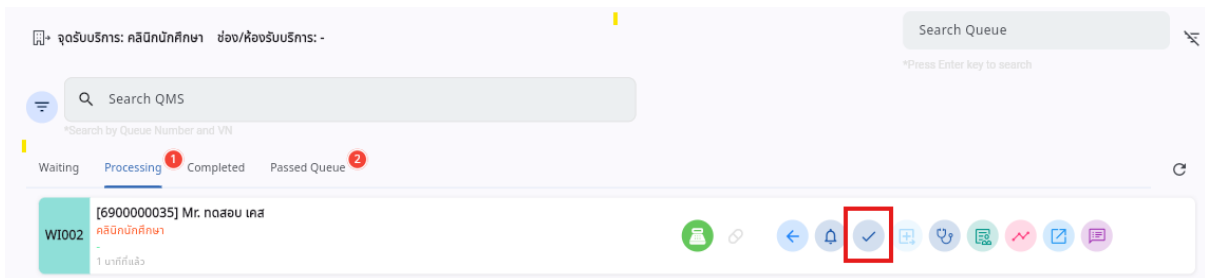 จุดรับบริการ: คลินิกนักศึกษา ช่อง/ห้องรับบริการ: -
Search Queue
*Press Enter key to search
Search QMS
*Search by Queue Number and VN
Waiting Processing 1 Completed Passed Queue 2
[6900000035] Mr. ทดสอบ เคส
WI002
คลินิกนักศึกษา
-
1 นาทีที่แล้ว